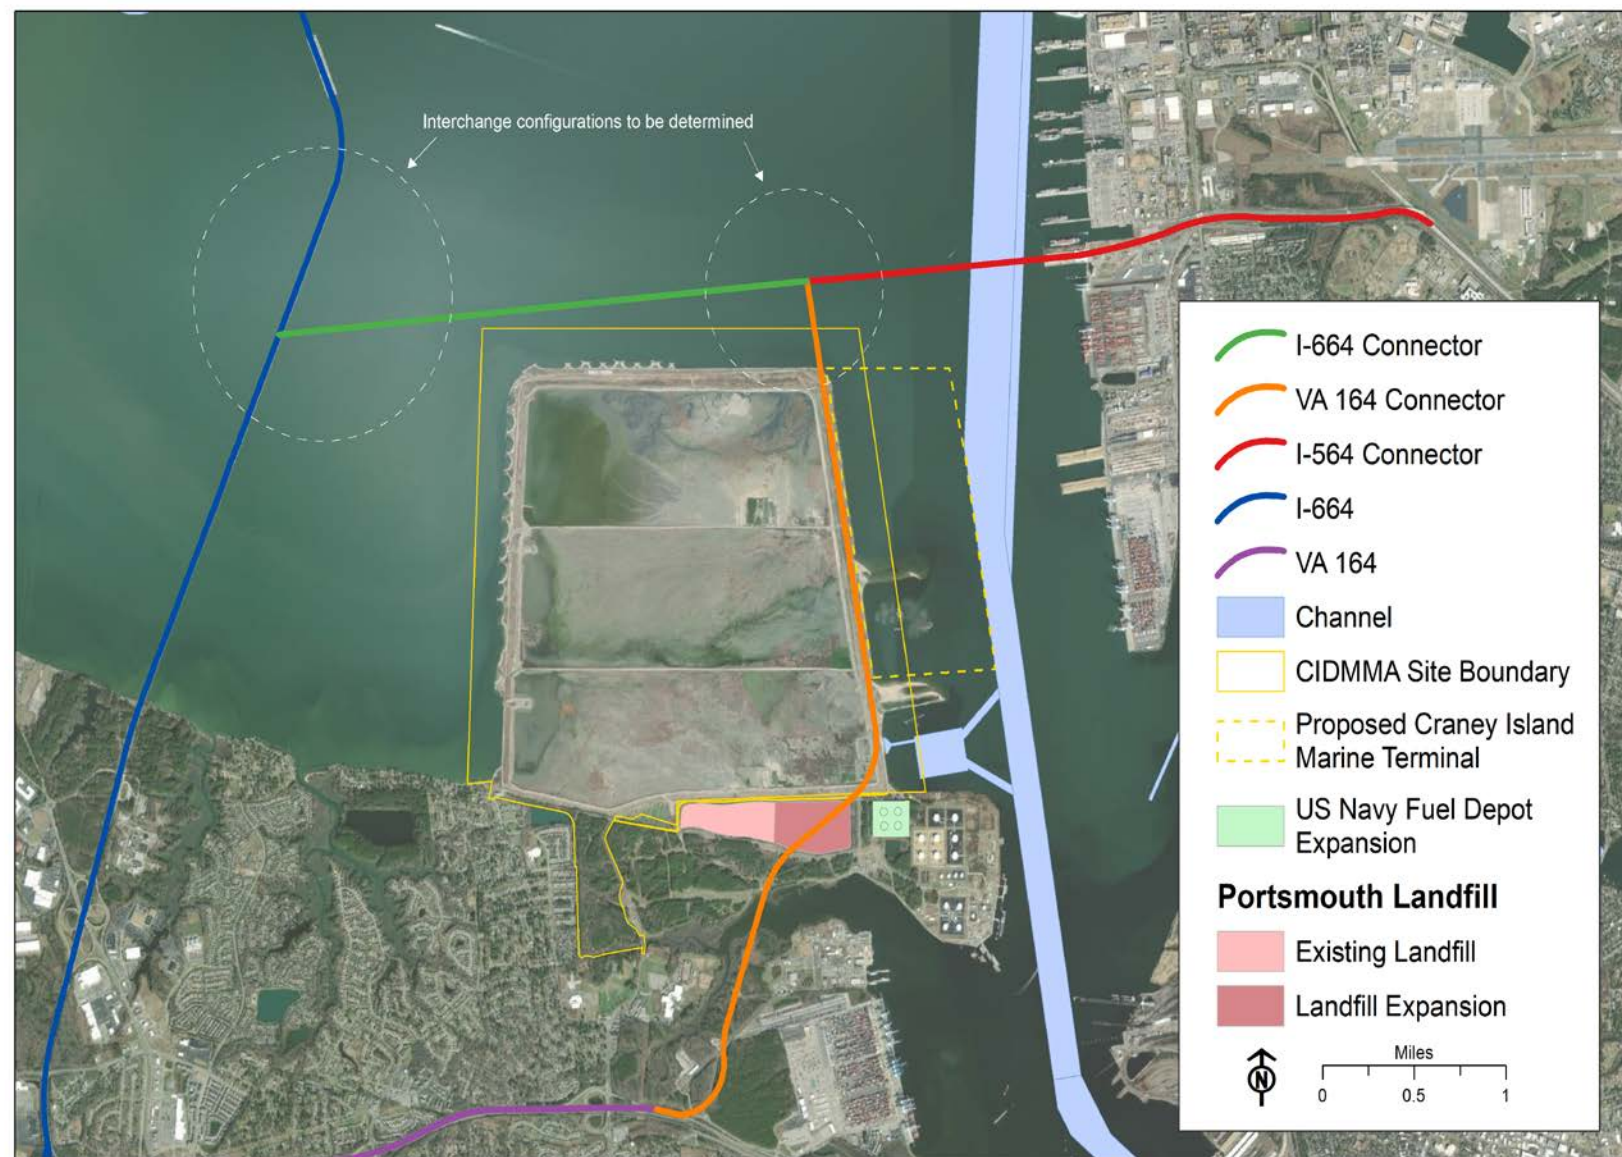 Interchange configurations to be determined
I-664 Connector
VA 164 Connector
I-564 Connector
I-664
VA 164
Channel
CIDMMA Site Boundary
Proposed Craney Island
Marine Terminal
US Navy Fuel Depot
Expansion
Portsmouth Landfill
Existing Landfill
Landfill Expansion
N
Miles
0 0.5 1